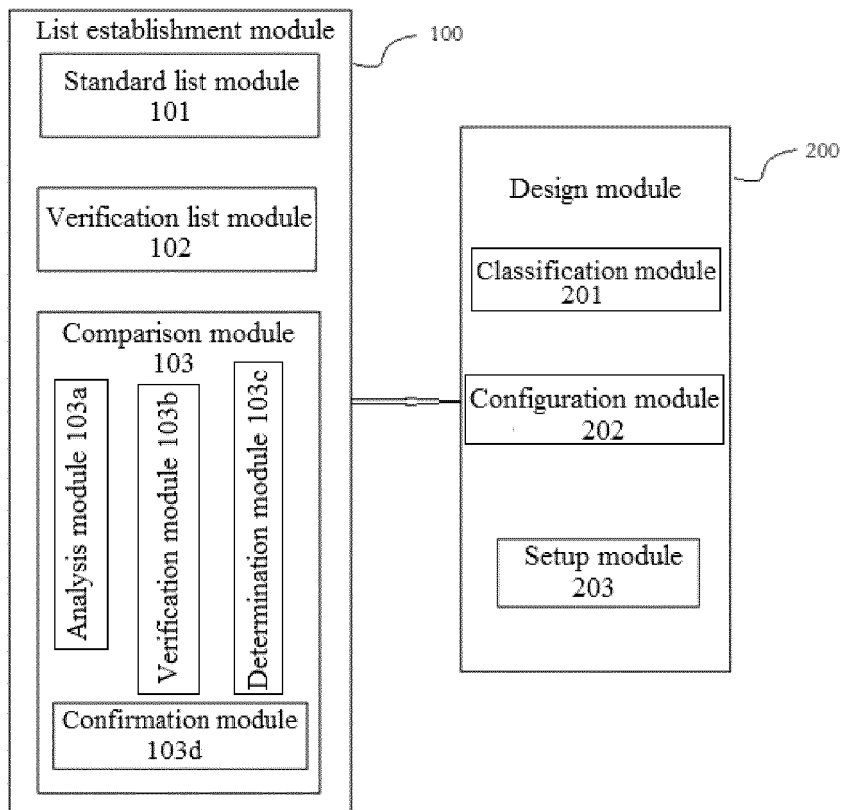 List establishment module
100
Standard list module
101
Verification list module
102
Comparison module
103
Analysis module 103a
Verification module 103b
Determination module 103c
Confirmation module
103d
200
Design module
Classification module
201
Configuration module
202
Setup module
203